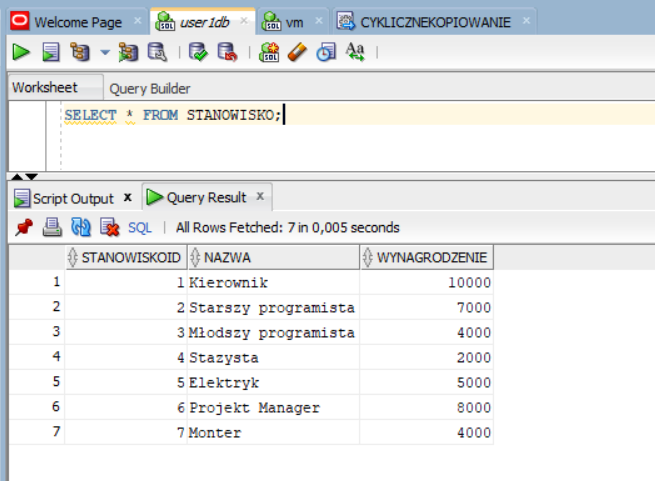 Welcome Page user1db vm CYKLICZNEKOPIOWANIE
SQL SQL
Aa
Worksheet Query Builder
SELECT * FROM STANOWISKO;
Script Output x Query Result x
SQL | All Rows Fetched: 7 in 0,005 seconds
STANOWISKOID NAZWA WYNAGRODZENIE
1 1 Kierownik 10000
2 2 Starszy programista 7000
3 3 Młodszy programista 4000
4 4 Stazysta 2000
5 5 Elektryk 5000
6 6 Projekt Manager 8000
7 7 Monter 4000